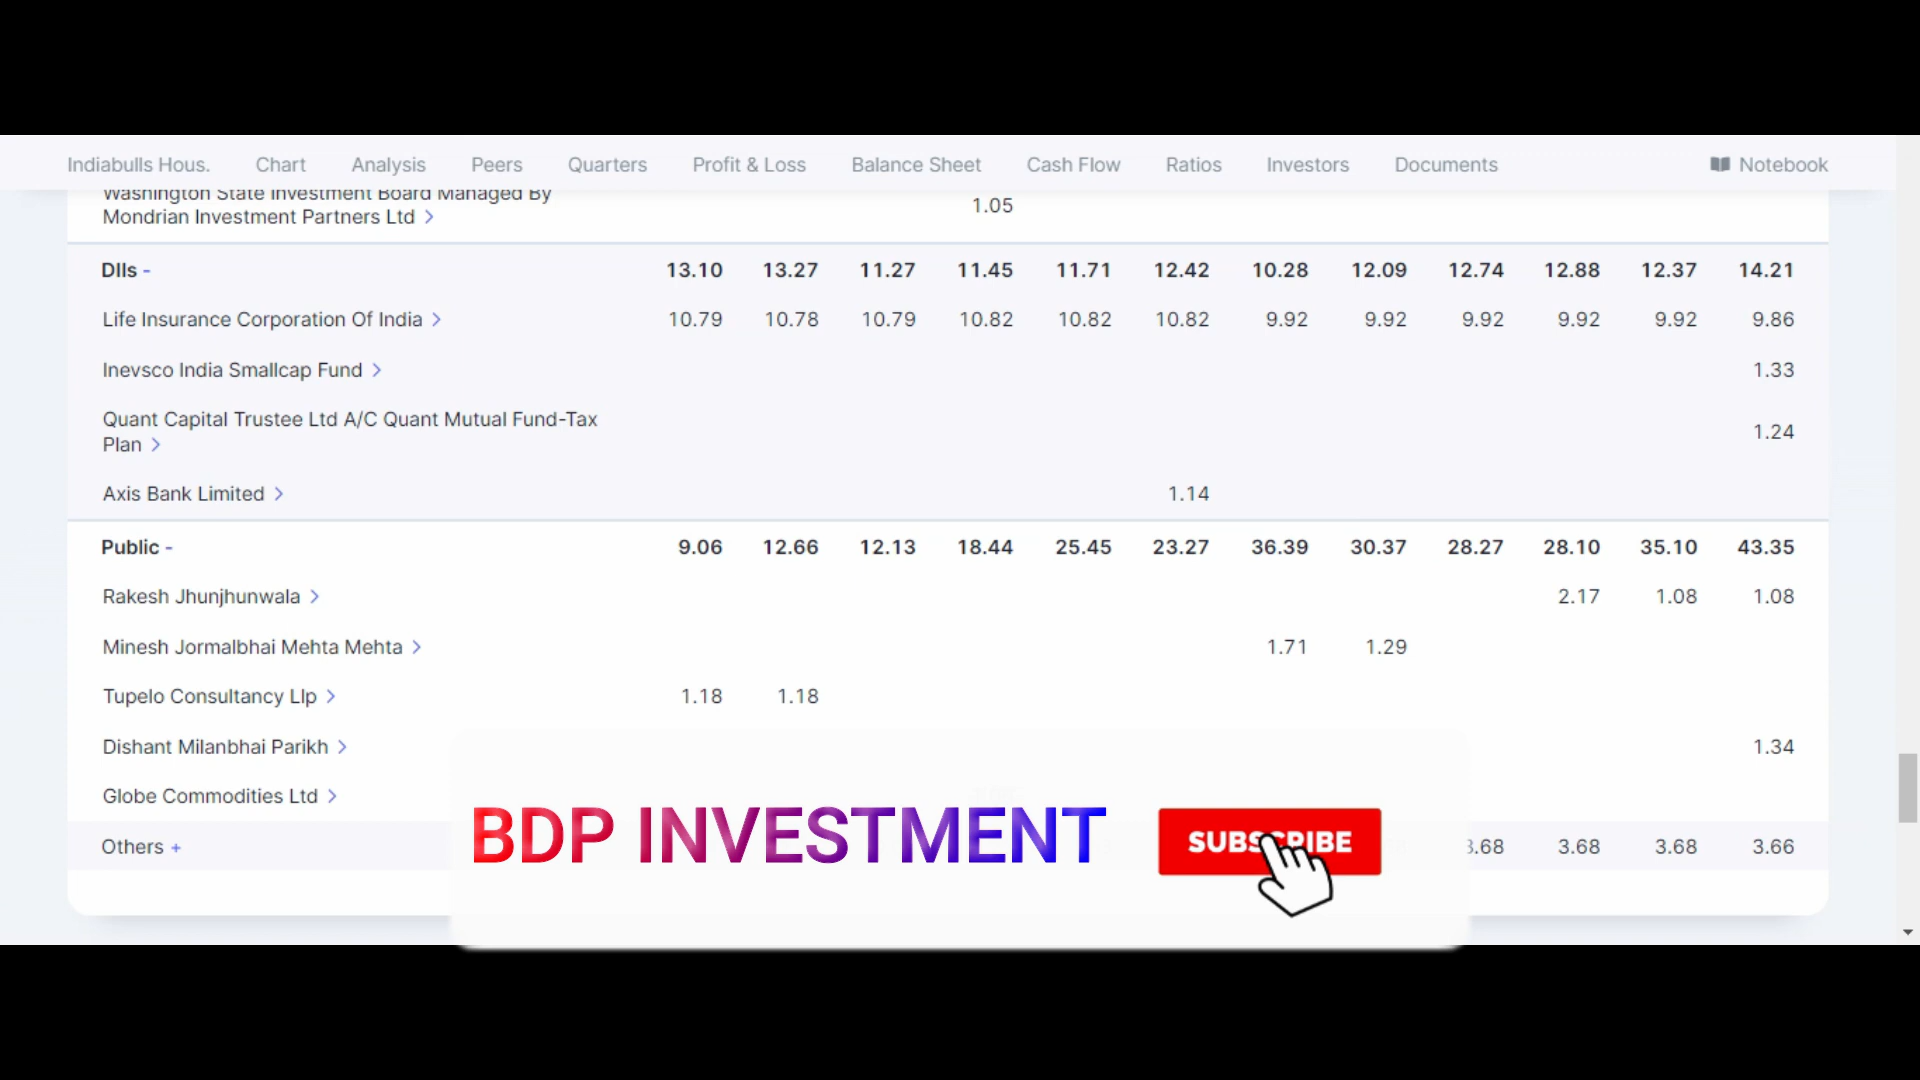 Indiabulls Hous. Chart Analysis Peers Quarters Profit & Loss Balance Sheet Cash Flow Ratios Investors Documents Notebook
Washington State Investment Board Managed By
Mondrian Investment Partners Ltd 1.05
DIIs - 13.10 13.27 11.27 11.45 11.71 12.42 10.28 12.09 12.74 12.88 12.37 14.21
Life Insurance Corporation Of India 10.79 10.78 10.79 10.82 10.82 10.82 9.92 9.92 9.92 9.92 9.92 9.86
Inevsco India Smallcap Fund 1.33
Quant Capital Trustee Ltd A/C Quant Mutual Fund-Tax
Plan 1.24
Axis Bank Limited 1.14
Public - 9.06 12.66 12.13 18.44 25.45 23.27 36.39 30.37 28.27 28.10 35.10 43.35
Rakesh Jhunjhunwala 2.17 1.08 1.08
Minesh Jormalbhai Mehta Mehta 1.71 1.29
Tupelo Consultancy Llp 1.18 1.18
Dishant Milanbhai Parikh 1.34
Globe Commodities Ltd
Others + 3.68 3.68 3.68 3.66
BDP INVESTMENT
SUBSCRIBE